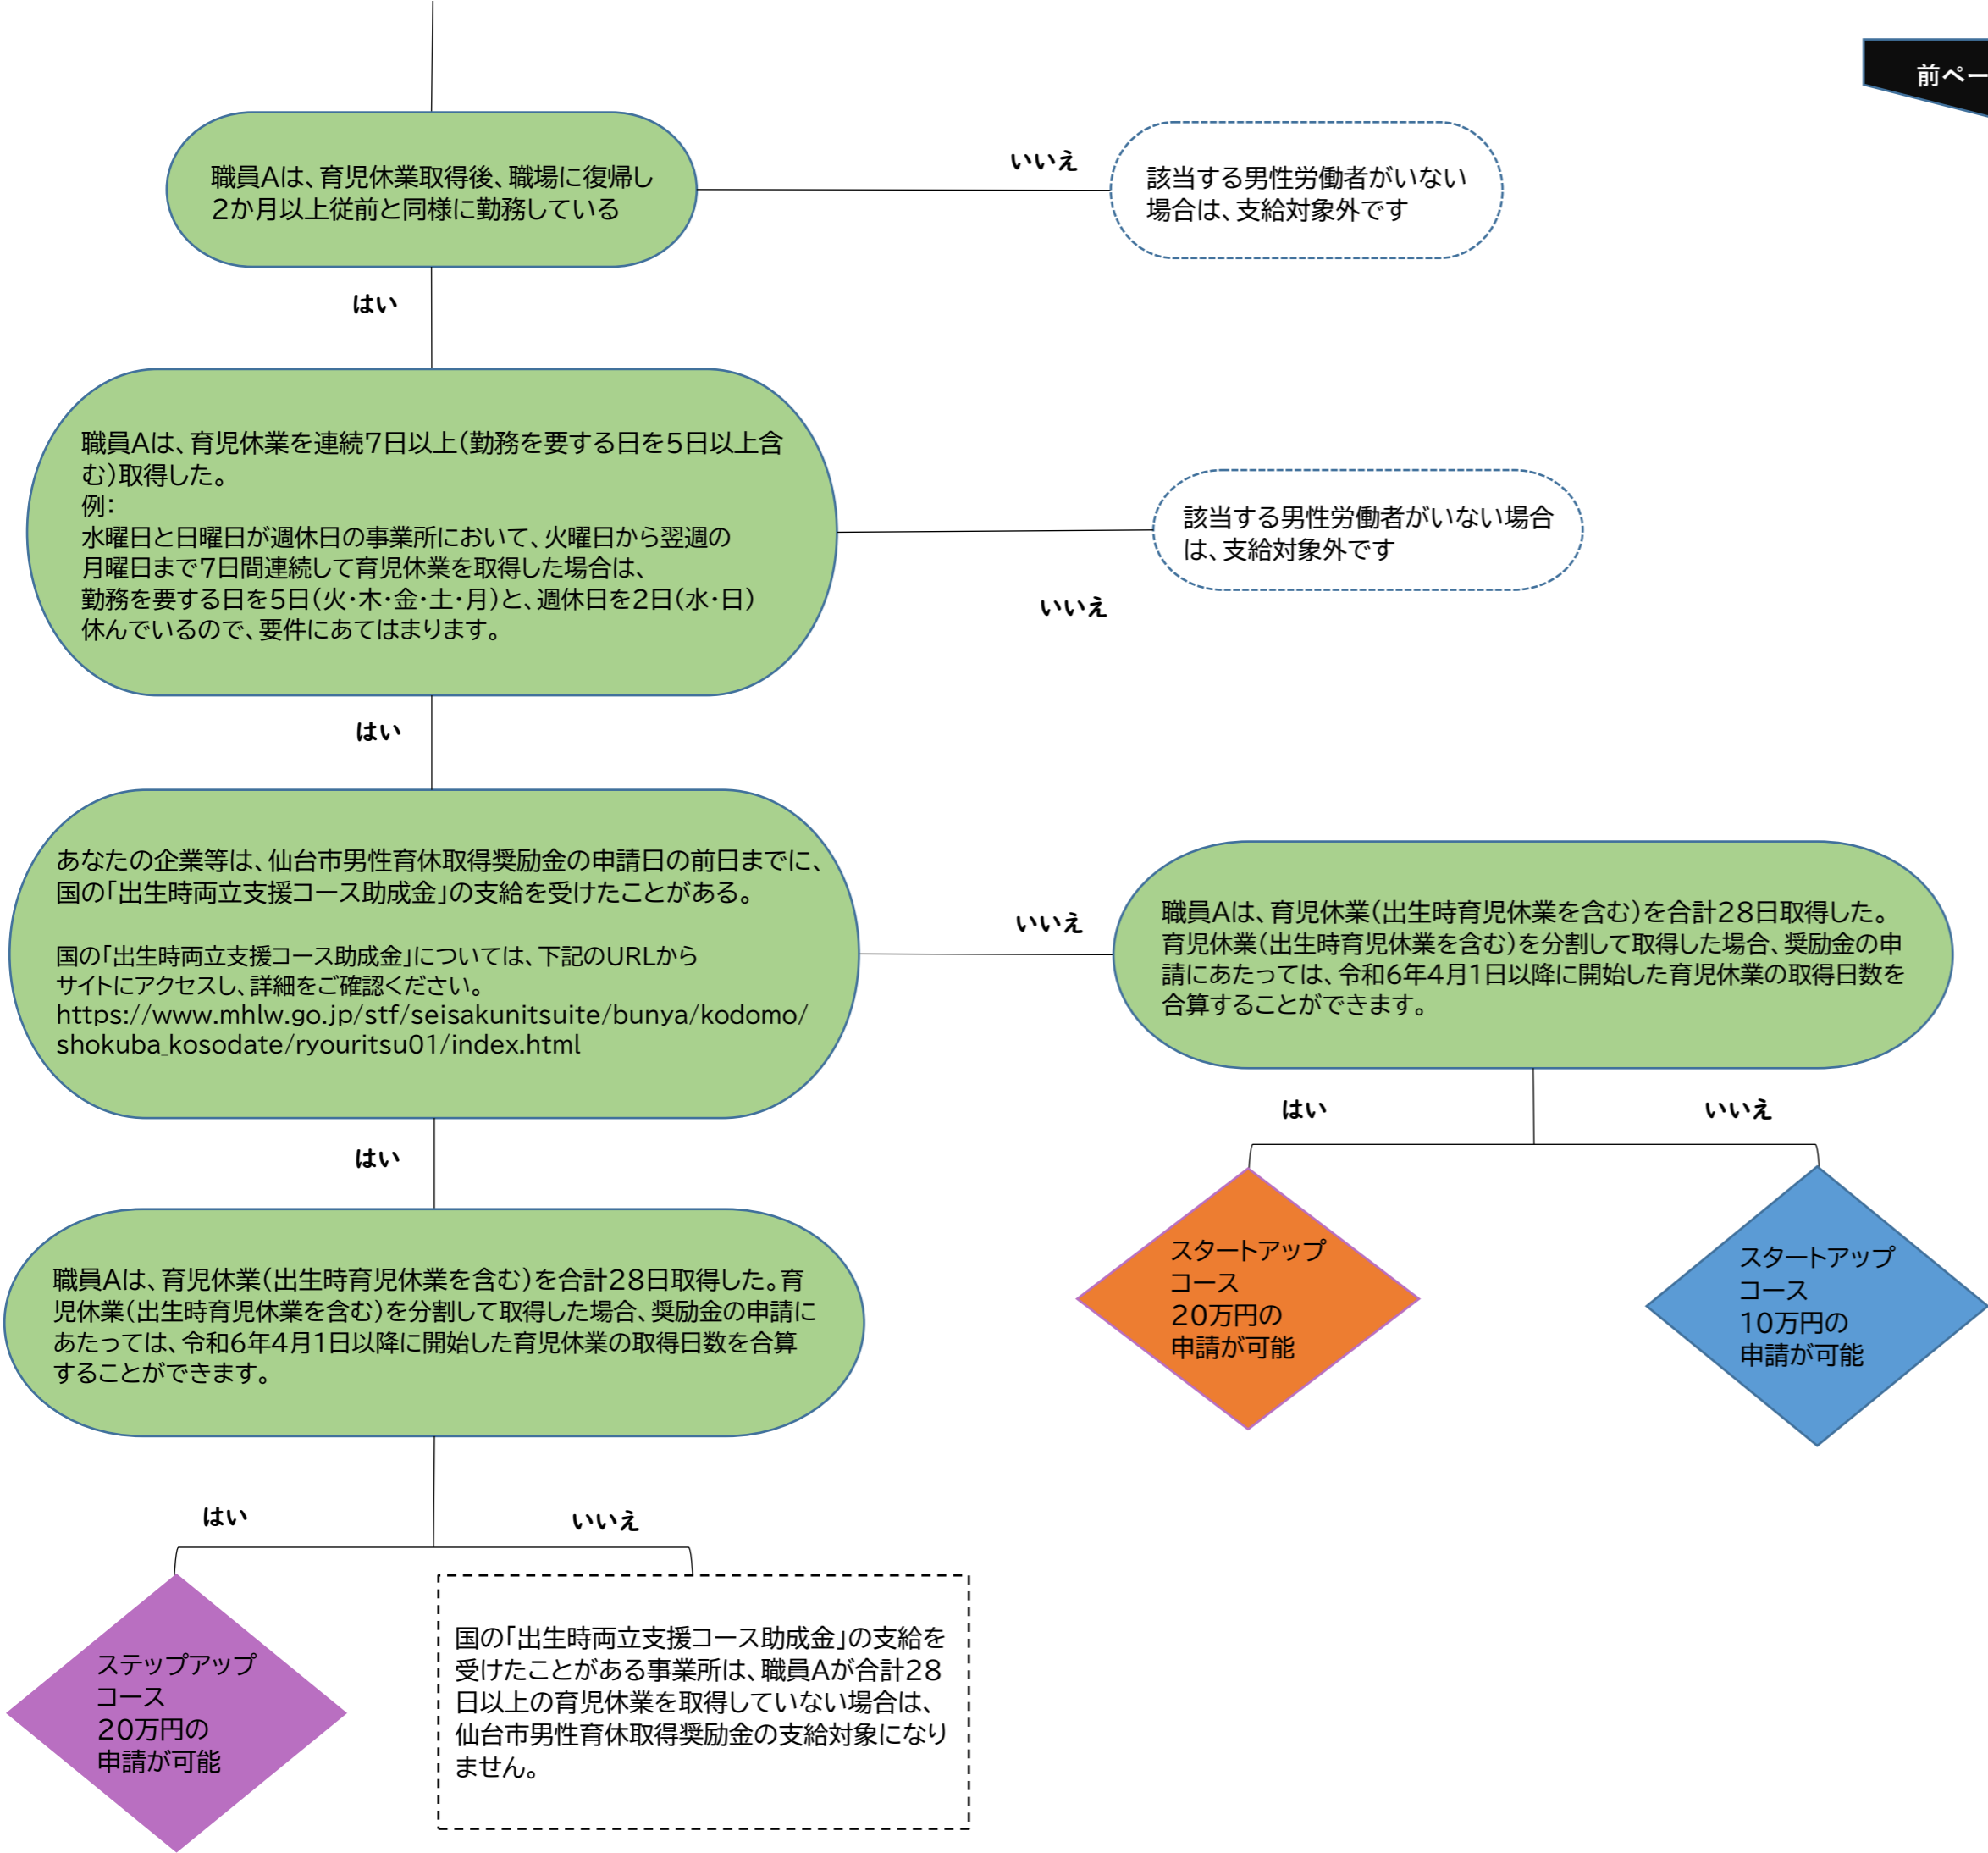 前ペー
職員Aは、育児休業取得後、職場に復帰し
2か月以上従前と同様に勤務している
いいえ
該当する男性労働者がいない
場合は、支給対象外です
はい
職員Aは、育児休業を連続7日以上(勤務を要する日を5日以上含
む)取得した。
例:
水曜日と日曜日が週休日の事業所において、火曜日から翌週の
月曜日まで7日間連続して育児休業を取得した場合は、
勤務を要する日を5日(火・木・金・土・月)と、週休日を2日(水・日)
休んでいるので、要件にあてはまります。
該当する男性労働者がいない場合
は、支給対象外です
いいえ
はい
あなたの企業等は、仙台市男性育休取得奨励金の申請日の前日までに、
国の「出生時両立支援コース助成金」の支給を受けたことがある。
国の「出生時両立支援コース助成金」については、下記のURLから
サイトにアクセスし、詳細をご確認ください。
https://www.mhlw.go.jp/stf/seisakunitsuite/bunya/kodomo/
shokuba_kosodate/ryouritsu01/index.html
いいえ
職員Aは、育児休業(出生時育児休業を含む)を合計28日取得した。
育児休業(出生時育児休業を含む)を分割して取得した場合、奨励金の申
請にあたっては、令和6年4月1日以降に開始した育児休業の取得日数を
合算することができます。
はい
いいえ
スタートアップ
コース
20万円の
申請が可能
スタートアップ
コース
10万円の
申請が可能
はい
職員Aは、育児休業(出生時育児休業を含む)を合計28日取得した。育
児休業(出生時育児休業を含む)を分割して取得した場合、奨励金の申請に
あたっては、令和6年4月1日以降に開始した育児休業の取得日数を合算
することができます。
はい
いいえ
ステップアップ
コース
20万円の
申請が可能
国の「出生時両立支援コース助成金」の支給を
受けたことがある事業所は、職員Aが合計28
日以上の育児休業を取得していない場合は、
仙台市男性育休取得奨励金の支給対象になり
ません。